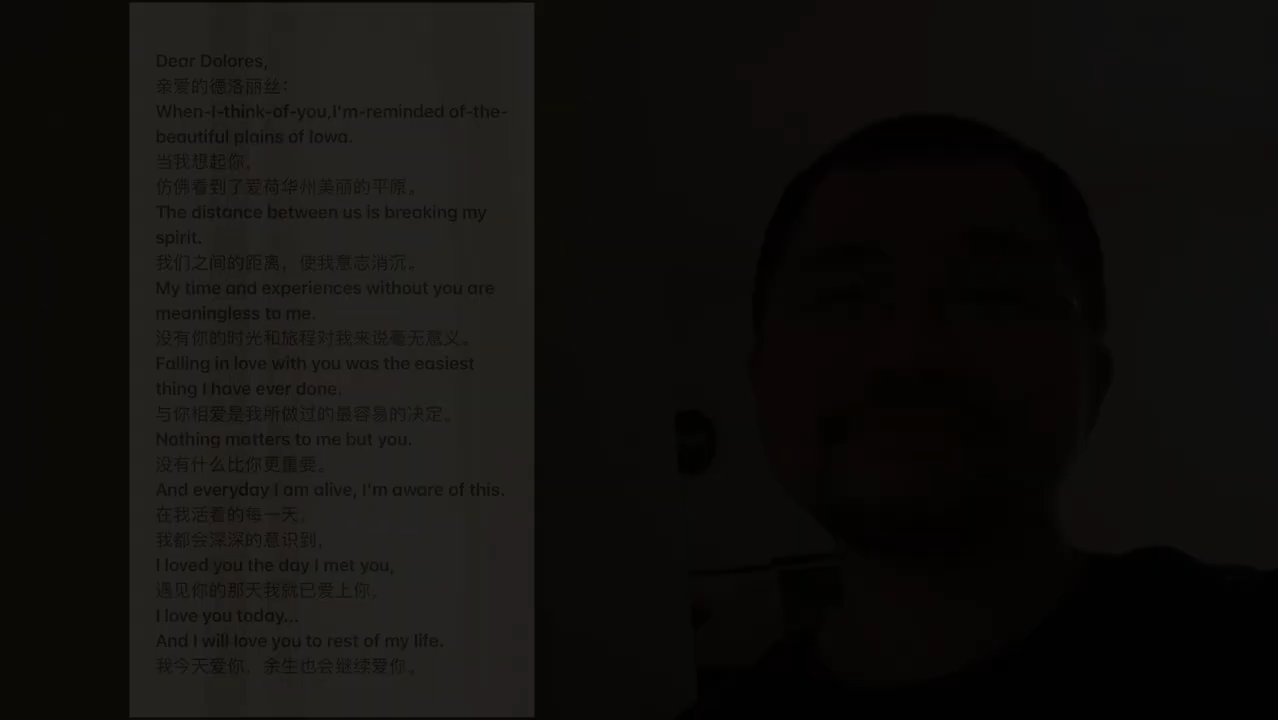 Dear Dolores,
亲爱的德洛丽丝：
When-I-think-of-you,I'm-reminded of-the-
beautiful plains of Iowa.
当我想起你，
仿佛看到了爱荷华州美丽的平原。
The distance between us is breaking my
spirit.
我们之间的距离，使我意志消沉。
My time and experiences without you are
meaningless to me.
没有你的时光和旅程对我来说毫无意义。
Falling in love with you was the easiest
thing I have ever done.
与你相爱是我所做过的最容易的决定。
Nothing matters to me but you.
没有什么比你更重要。
And everyday I am alive, I'm aware of this.
在我活着的每一天，
我都会深深的意识到，
I loved you the day I met you,
遇见你的那天我就已爱上你，
I love you today...
And I will love you to rest of my life.
我今天爱你，余生也会继续爱你。